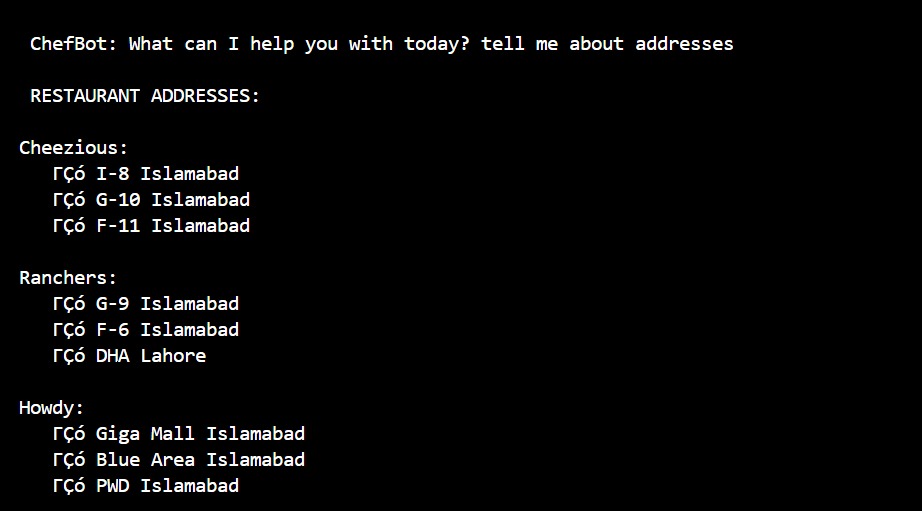 ChefBot: What can I help you with today? tell me about addresses
RESTAURANT ADDRESSES:
Cheezious:
ΓÇó I-8 Islamabad
ΓÇó G-10 Islamabad
ΓÇó F-11 Islamabad
Ranchers:
ΓÇó G-9 Islamabad
ΓÇó F-6 Islamabad
ΓÇó DHA Lahore
Howdy:
ΓÇó Giga Mall Islamabad
ΓÇó Blue Area Islamabad
ΓÇó PWD Islamabad